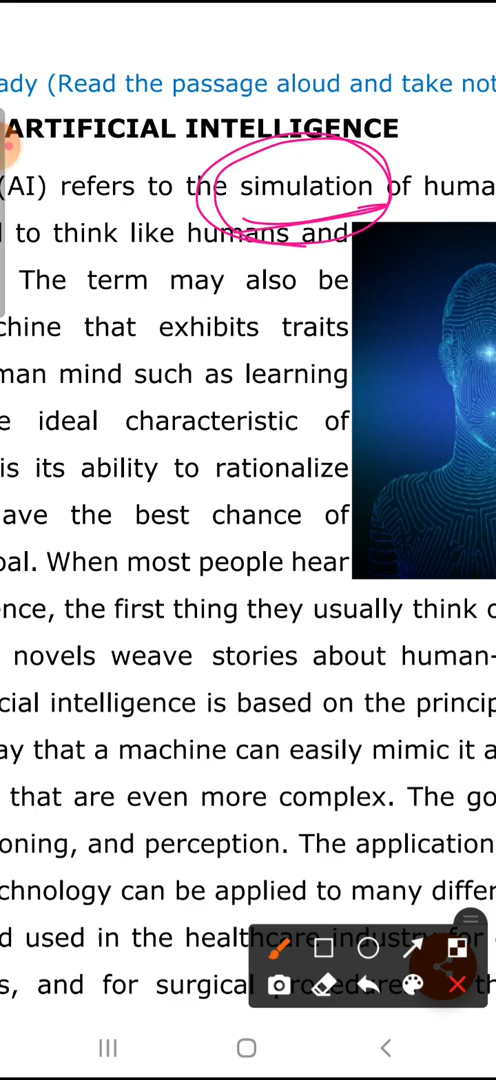 ady (Read the passage aloud and take not
ARTIFICIAL INTELLIGENCE
(AI) refers to the simulation of huma
to think like humans and
The term may also be
chine that exhibits traits
man mind such as learning
e ideal characteristic of
is its ability to rationalize
ave the best chance of
oal. When most people hear
ence, the first thing they usually think o
novels weave stories about human-
cial intelligence is based on the princip
ay that a machine can easily mimic it a
that are even more complex. The go
oning, and perception. The application
chnology can be applied to many differ
d used in the healthcare industry for
s, and for surgical procedures th